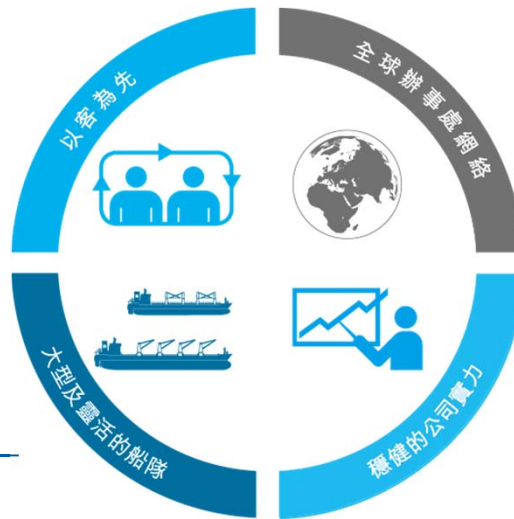 以客為先
全球辦事處網絡
大型及靈活的船隊
穩健的公司實力